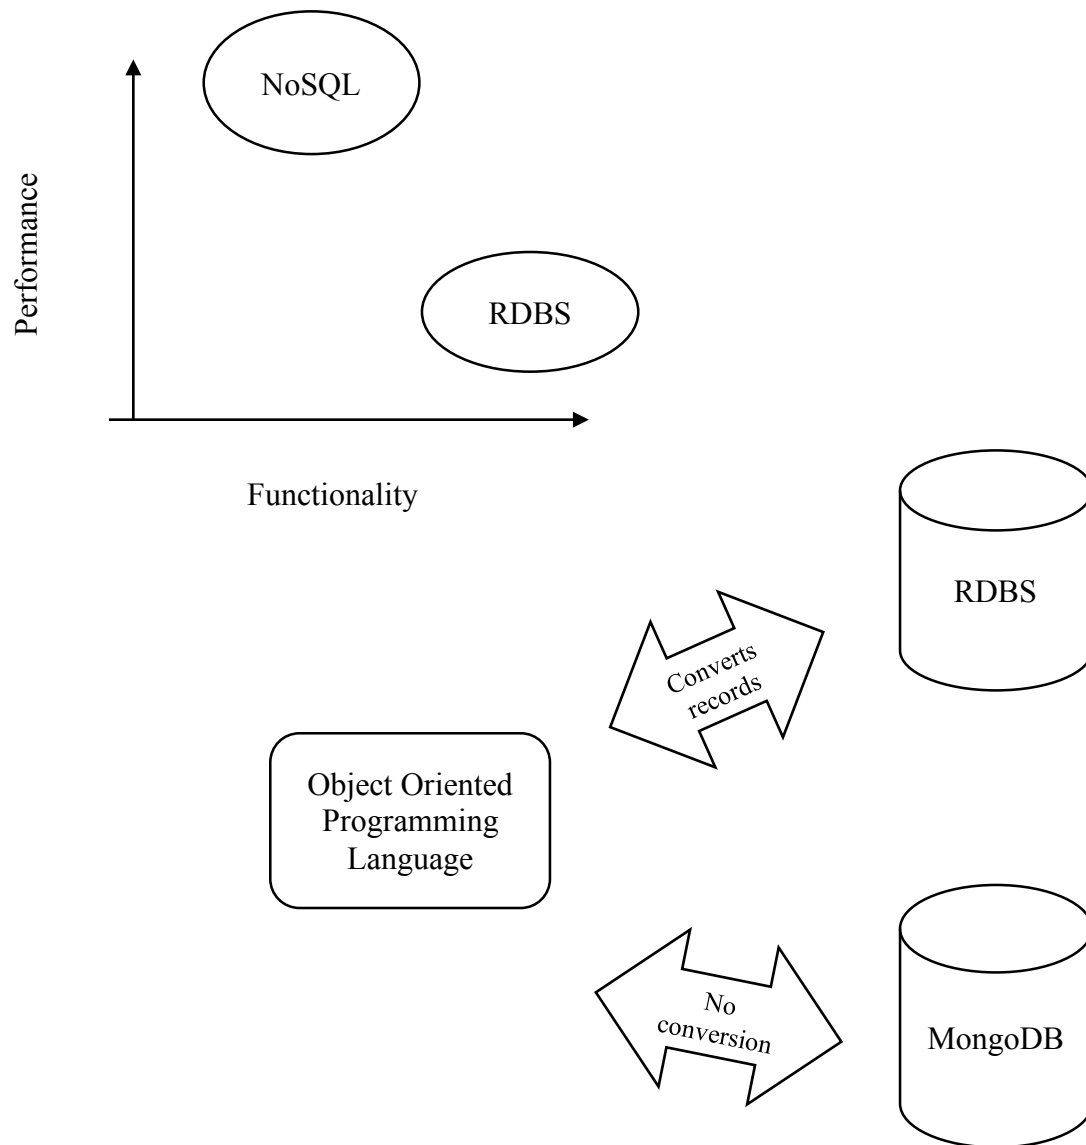 NoSQL
Performance
RDBS
Functionality
RDBS
Converts
records
Object Oriented
Programming
Language
No
conversion
MongoDB